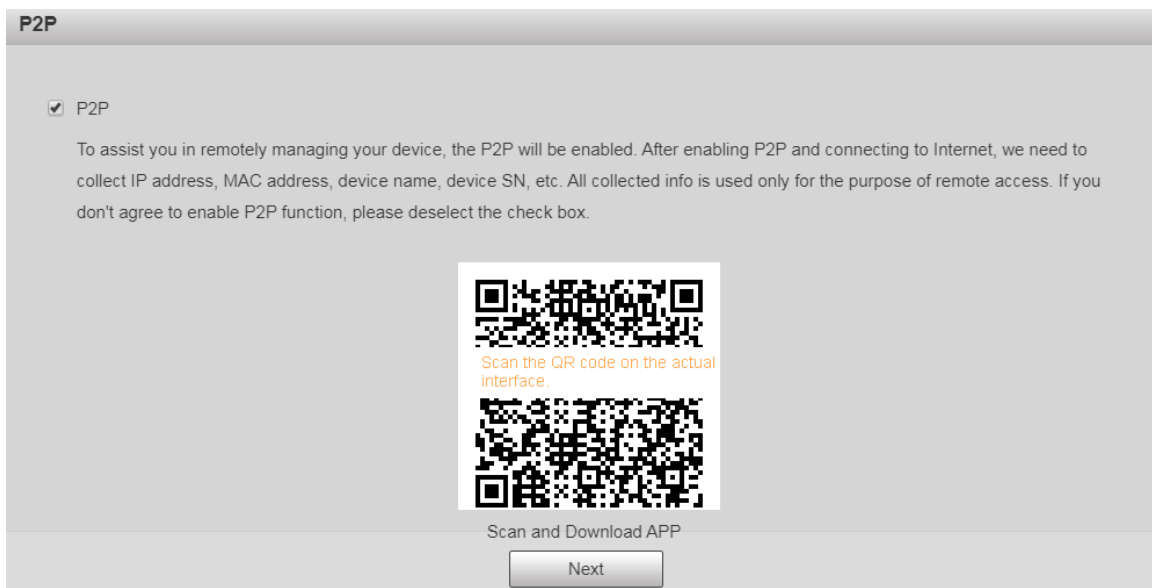 P2P
P2P
To assist you in remotely managing your device, the P2P will be enabled. After enabling P2P and connecting to Internet, we need to
collect IP address, MAC address, device name, device SN, etc. All collected info is used only for the purpose of remote access. If you
don't agree to enable P2P function, please deselect the check box.
Scan the QR code on the actual
interface.
Scan and Download APP
Next